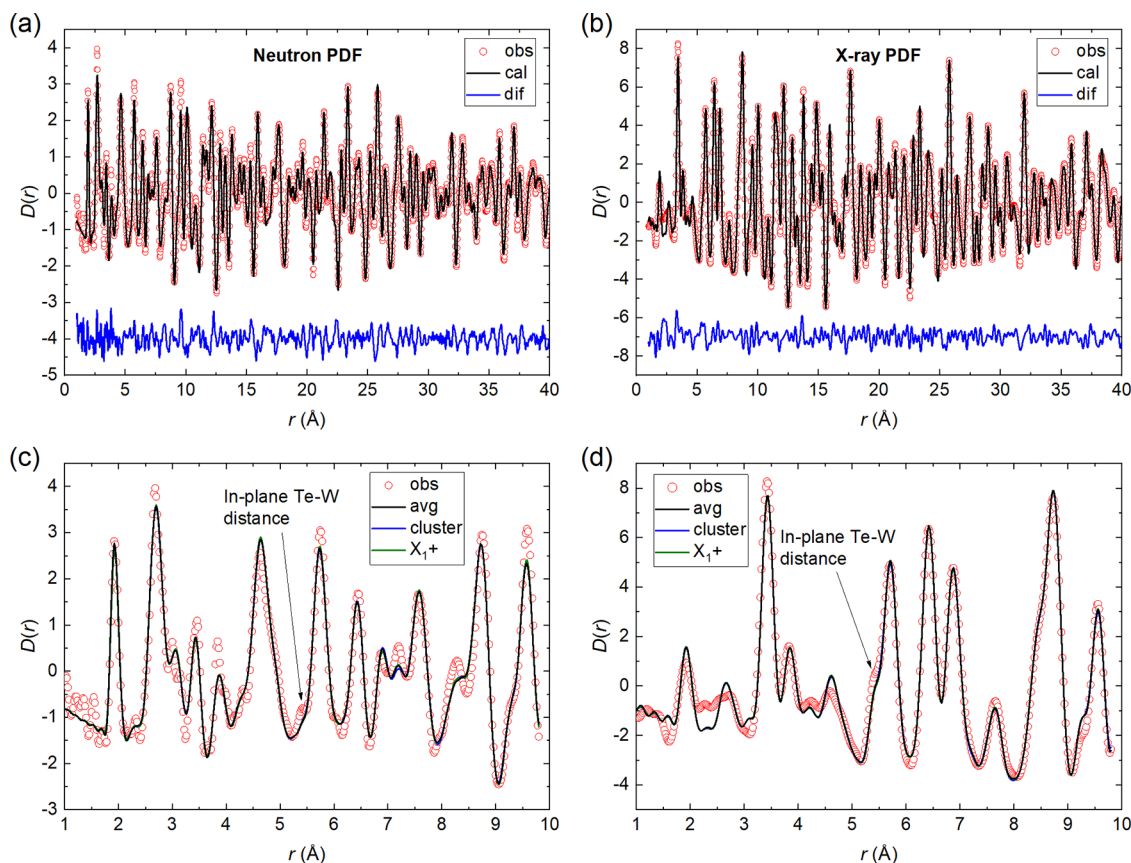 (a)
Neutron PDF
obs
cal
dif
4
3
2
1
0
-1
-2
-3
-4
-5
D(r)
0 5 10 15 20 25 30 35 40
r (Å)
(b)
X-ray PDF
obs
cal
dif
8
6
4
2
0
-2
-4
-6
-8
D(r)
0 5 10 15 20 25 30 35 40
r (Å)
(c)
In-plane Te-W
distance
obs
avg
cluster
X1+
4
3
2
1
0
-1
-2
-3
D(r)
1 2 3 4 5 6 7 8 9 10
r (Å)
(d)
obs
avg
cluster
X1+
In-plane Te-W
distance
8
6
4
2
0
-2
-4
D(r)
1 2 3 4 5 6 7 8 9 10
r (Å)